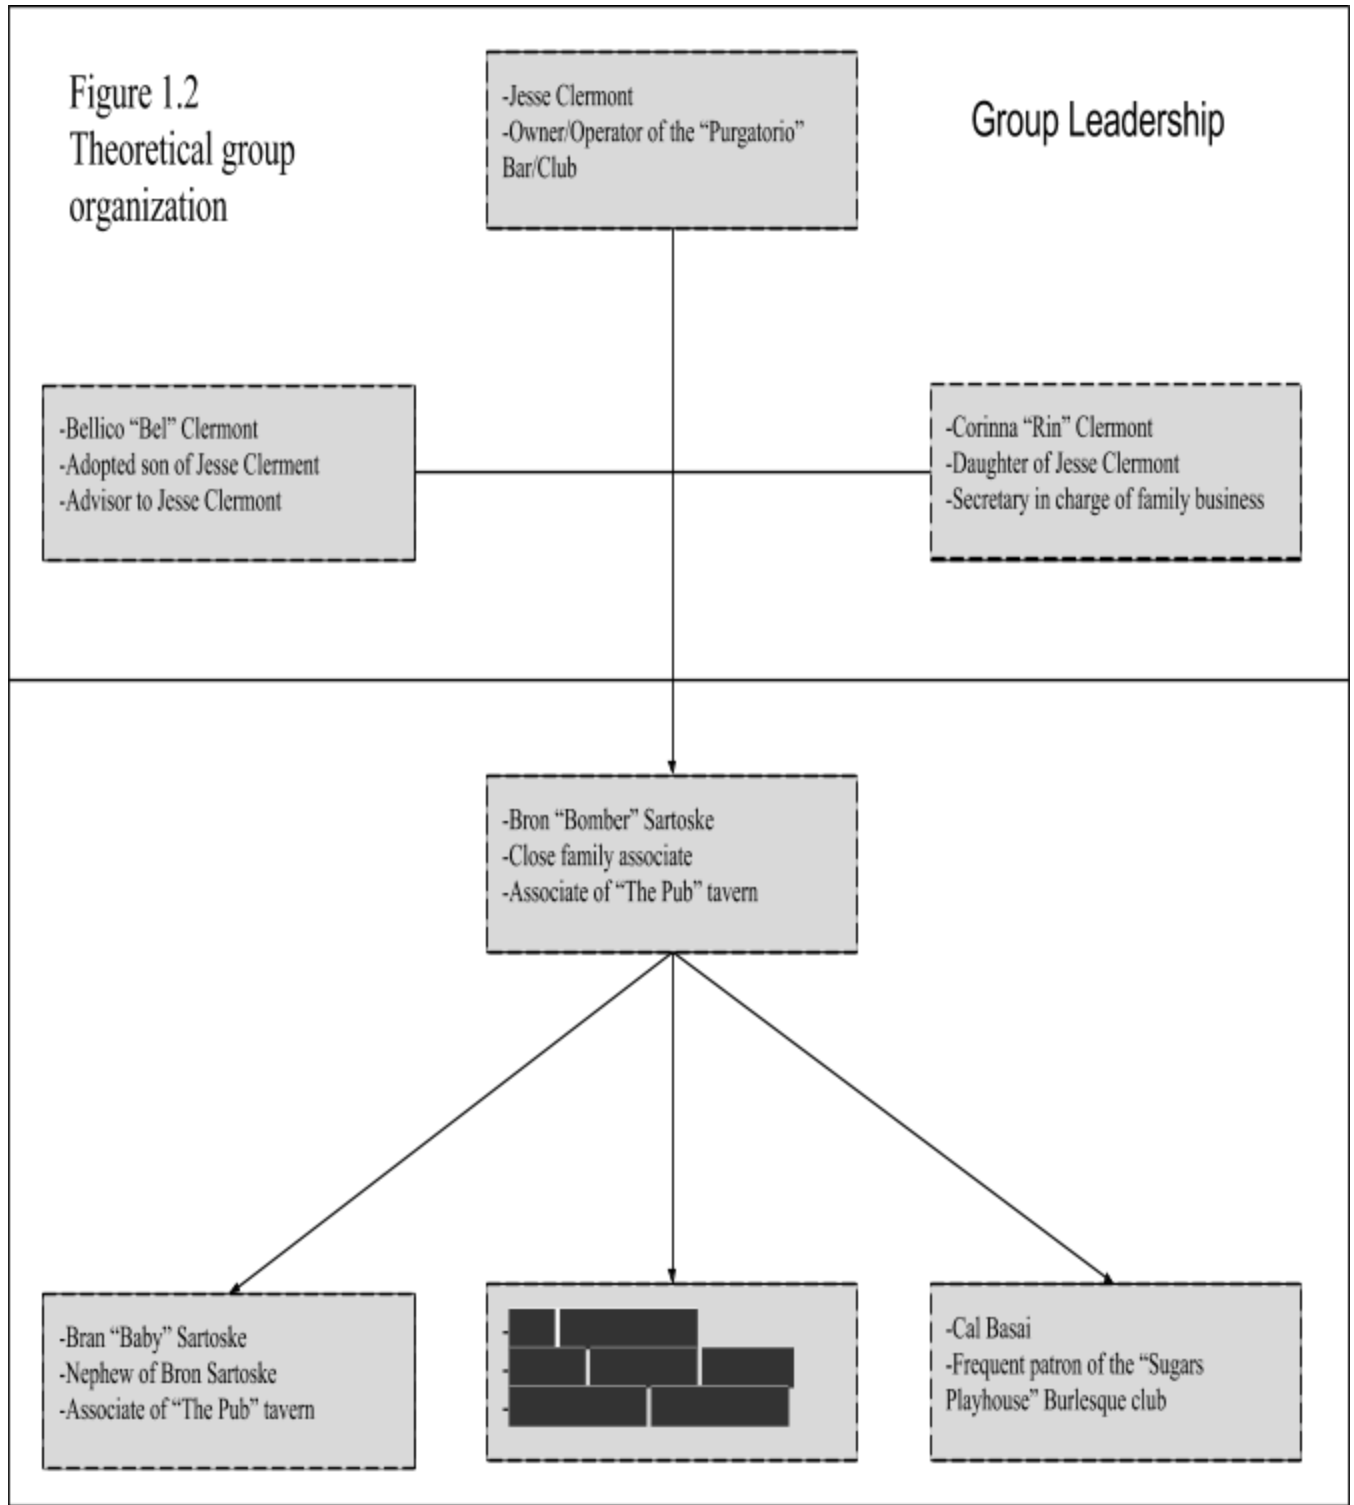 Figure 1.2
Theoretical group
organization
-Jesse Clermont
-Owner/Operator of the “Purgatorio”
Bar/Club
Group Leadership
-Bellico “Bel” Clermont
-Adopted son of Jesse Clerment
-Advisor to Jesse Clermont
-Corinna “Rin” Clermont
-Daughter of Jesse Clermont
-Secretary in charge of family business
-Bron “Bomber” Sartoske
-Close family associate
-Associate of “The Pub” tavern
-Bran “Baby” Sartoske
-Nephew of Bron Sartoske
-Associate of “The Pub” tavern
-
-
-
-Cal Basai
-Frequent patron of the “Sugars
Playhouse” Burlesque club